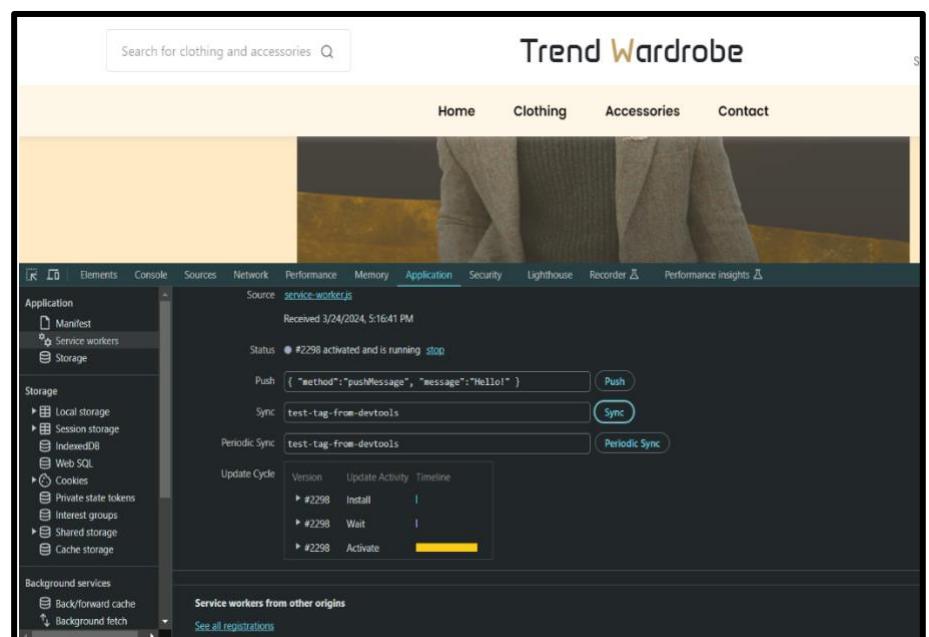 Search for clothing and accessories
Trend Wardrobe
S
Home Clothing Accessories Contact
Elements Console Sources Network Performance Memory Application Security Lighthouse Recorder Performance insights
Application
Manifest
Service workers
Storage
Storage
Local storage
Session storage
IndexedDB
Web SQL
Cookies
Private state tokens
Interest groups
Shared storage
Cache storage
Background services
Back/forward cache
Background fetch
Source service-worker.js
Received 3/24/2024, 5:16:41 PM
Status #2298 activated and is running stop
Push { "method":"pushMessage", "message":"Hello!" } Push
Sync test-tag-from-devtools Sync
Periodic Sync test-tag-from-devtools Periodic Sync
Update Cycle Version Update Activity Timeline
#2298 Install
#2298 Wait
#2298 Activate
Service workers from other origins
See all registrations